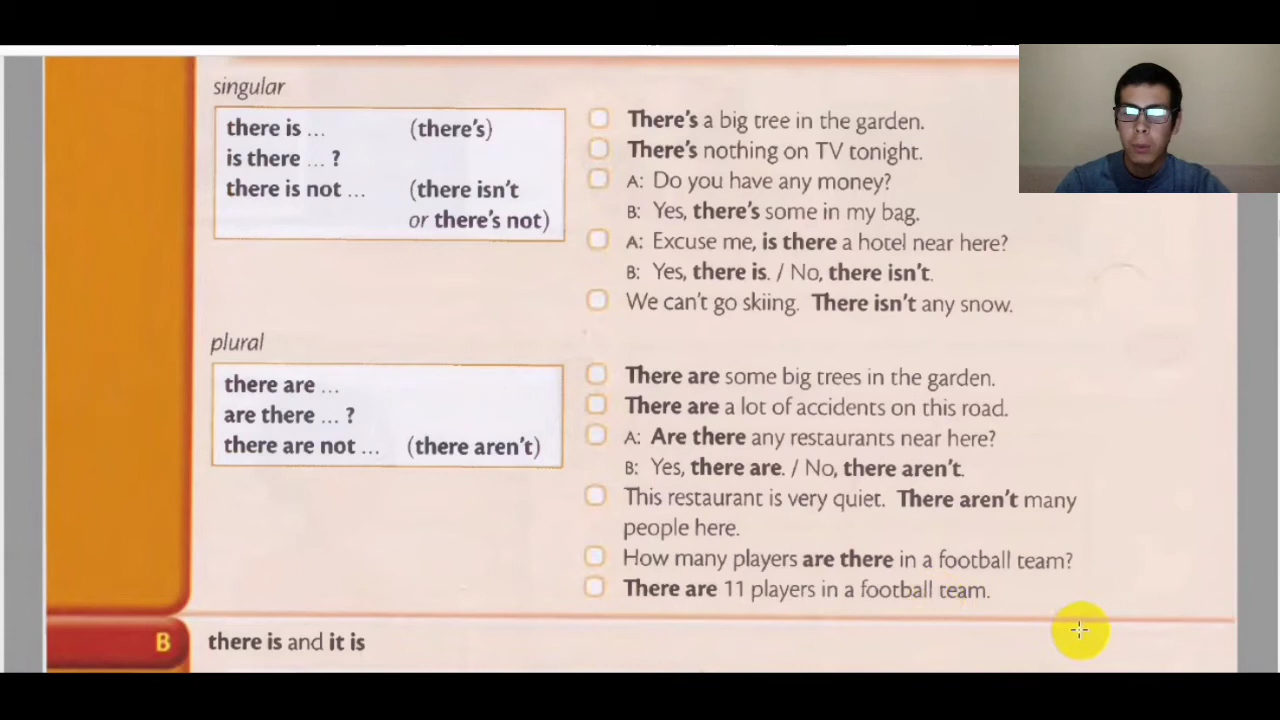 singular
there is ... (there's)
is there ... ?
there is not ... (there isn't
or there's not)
There's a big tree in the garden.
There's nothing on TV tonight.
A: Do you have any money?
B: Yes, there's some in my bag.
A: Excuse me, is there a hotel near here?
B: Yes, there is. / No, there isn't.
We can't go skiing. There isn't any snow.
plural
there are ...
are there ... ?
there are not ... (there aren't)
There are some big trees in the garden.
There are a lot of accidents on this road.
A: Are there any restaurants near here?
B: Yes, there are. / No, there aren't.
This restaurant is very quiet. There aren't many
people here.
How many players are there in a football team?
There are 11 players in a football team.
B there is and it is